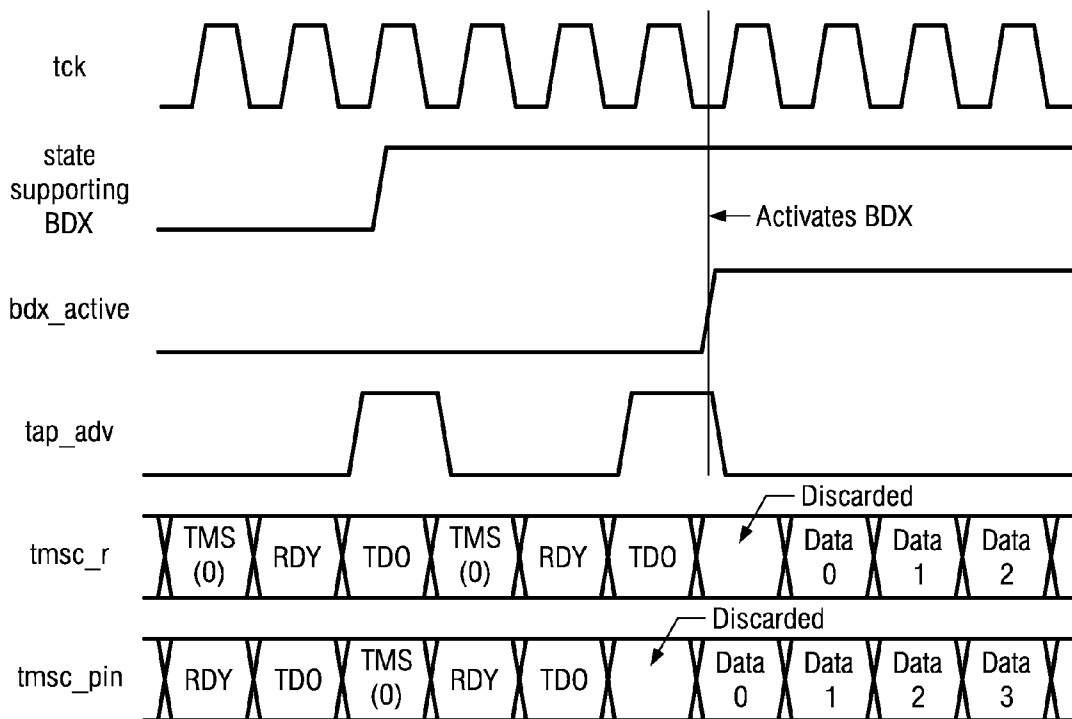 tck
state
supporting
BDX
Activates BDX
bdx_active
tap_adv
Discarded
tmsc_r
TMS
(0)
RDY
TDO
TMS
(0)
RDY
TDO
Data
0
Data
1
Data
2
Discarded
tmsc_pin
RDY
TDO
TMS
(0)
RDY
TDO
Data
0
Data
1
Data
2
Data
3